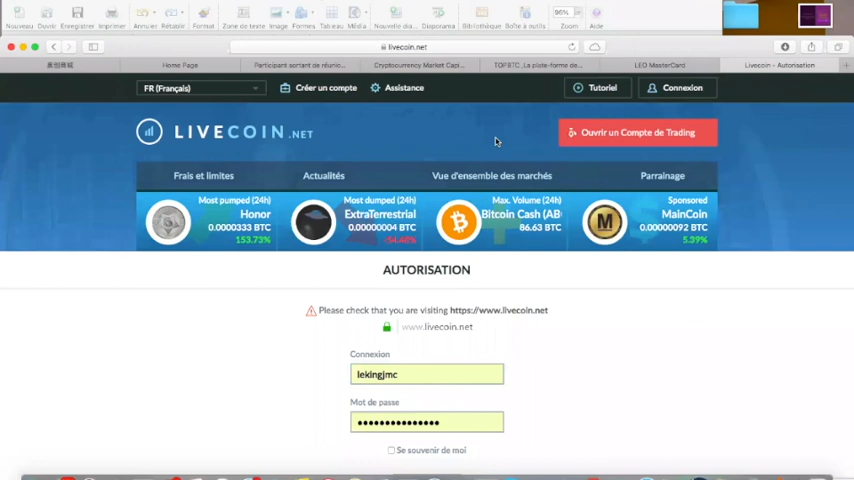 Nouveau Ouvrir Enregistrer Imprimer Annuler Rétablir Format Zone de texte Image Formes Tableau Média Nouvelle dia... Diaporama Bibliothèque Boîte à outils Zoom Aide
96%
livecoin.net
Home Page Participant sortant de réunio... Cryptocurrency Market Capi... TOFBTC ,La plate-forme de... LEO MasterCard Livecoin - Autorisation
FR (Français) Créer un compte Assistance Tutoriel Connexion
LIVECOIN.NET Ouvrir un Compte de Trading
Frais et limites Actualités Vue d'ensemble des marchés Parrainage
Most pumped (24h) Most dumped (24h) Max. Volume (24h) Sponsored
Honor ExtraTerrestrial Bitcoin Cash (AB MainCoin
0.0000333 BTC 0.00000004 BTC 86.63 BTC 0.00000092 BTC
153.73% 5.39%
AUTORISATION
Please check that you are visiting https://www.livecoin.net
www.livecoin.net
Connexion
lekingjmc
Mot de passe
•••••••••••••••
Se souvenir de moi